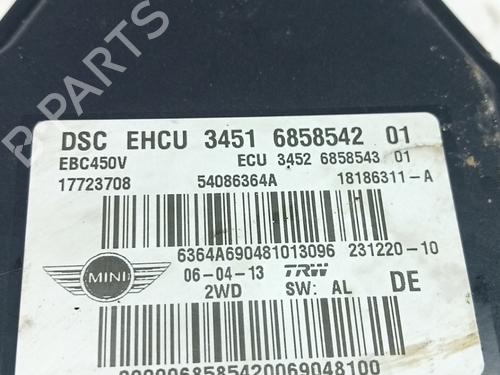 B PARTS
DSC EHCU 3451 6858542 01
EBC450V ECU 3452 6858543 01
17723708 54086364A 18186311-A
6364A690481013096 231220-10
MINI 06-04-13 TRW
2WD SW: AL DE